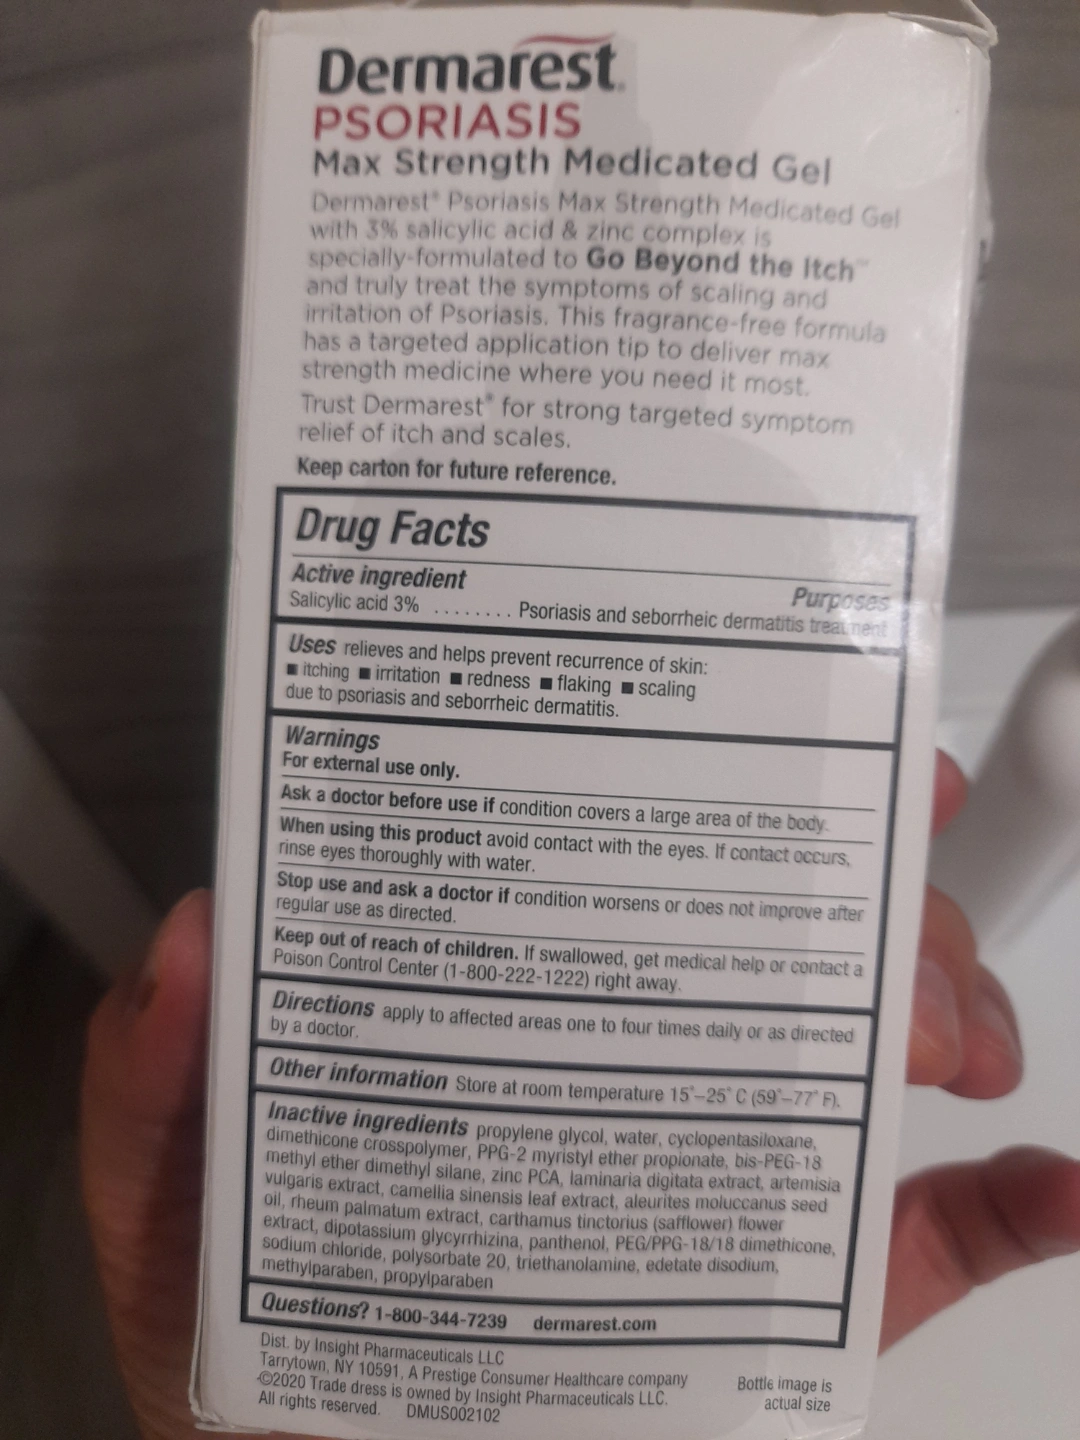 Dermarest®
PSORIASIS
Max Strength Medicated Gel
Dermarest® Psoriasis Max Strength Medicated Gel
with 3% salicylic acid & zinc complex is
specially-formulated to Go Beyond the Itch™
and truly treat the symptoms of scaling and
irritation of Psoriasis. This fragrance-free formula
has a targeted application tip to deliver max
strength medicine where you need it most.
Trust Dermarest® for strong targeted symptom
relief of itch and scales.
Keep carton for future reference.
Drug Facts
Active ingredient Purposes
Salicylic acid 3% ........ Psoriasis and seborrheic dermatitis treatment
Uses relieves and helps prevent recurrence of skin:
■ itching ■ irritation ■ redness ■ flaking ■ scaling
due to psoriasis and seborrheic dermatitis.
Warnings
For external use only.
Ask a doctor before use if condition covers a large area of the body.
When using this product avoid contact with the eyes. If contact occurs,
rinse eyes thoroughly with water.
Stop use and ask a doctor if condition worsens or does not improve after
regular use as directed.
Keep out of reach of children. If swallowed, get medical help or contact a
Poison Control Center (1-800-222-1222) right away.
Directions apply to affected areas one to four times daily or as directed
by a doctor.
Other information Store at room temperature 15°–25° C (59°–77° F).
Inactive ingredients propylene glycol, water, cyclopentasiloxane,
dimethicone crosspolymer, PPG-2 myristyl ether propionate, bis-PEG-18
methyl ether dimethyl silane, zinc PCA, laminaria digitata extract, artemisia
vulgaris extract, camellia sinensis leaf extract, aleurites moluccanus seed
oil, rheum palmatum extract, carthamus tinctorius (safflower) flower
extract, dipotassium glycyrrhizina, panthenol, PEG/PPG-18/18 dimethicone,
sodium chloride, polysorbate 20, triethanolamine, edetate disodium,
methylparaben, propylparaben
Questions? 1-800-344-7239 dermarest.com
Dist. by Insight Pharmaceuticals LLC
Tarrytown, NY 10591, A Prestige Consumer Healthcare company
©2020 Trade dress is owned by Insight Pharmaceuticals LLC.
All rights reserved. DMUS002102
Bottle image is
actual size